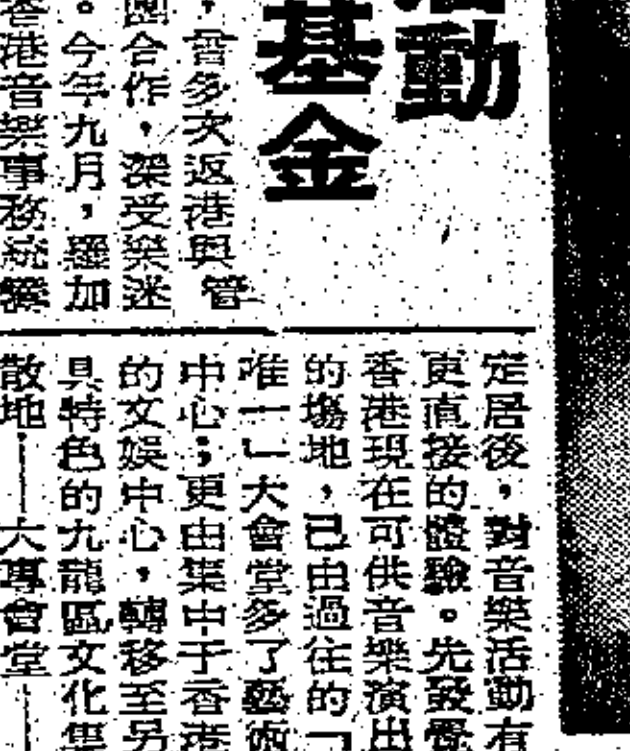 活動
基金
，曾多次返港與管
團合作，深受樂迷
。今年九月，羅加
香港音樂事務統籌
定居後，對音樂活動有
更直接的體驗。先發覺
香港現在可供音樂演出
的塲地，已由過往的「
唯一」大會堂多了藝術
中心；更由集中于香港
的文娛中心，轉移至另
具特色的九龍區文化集
散地——大專會堂—